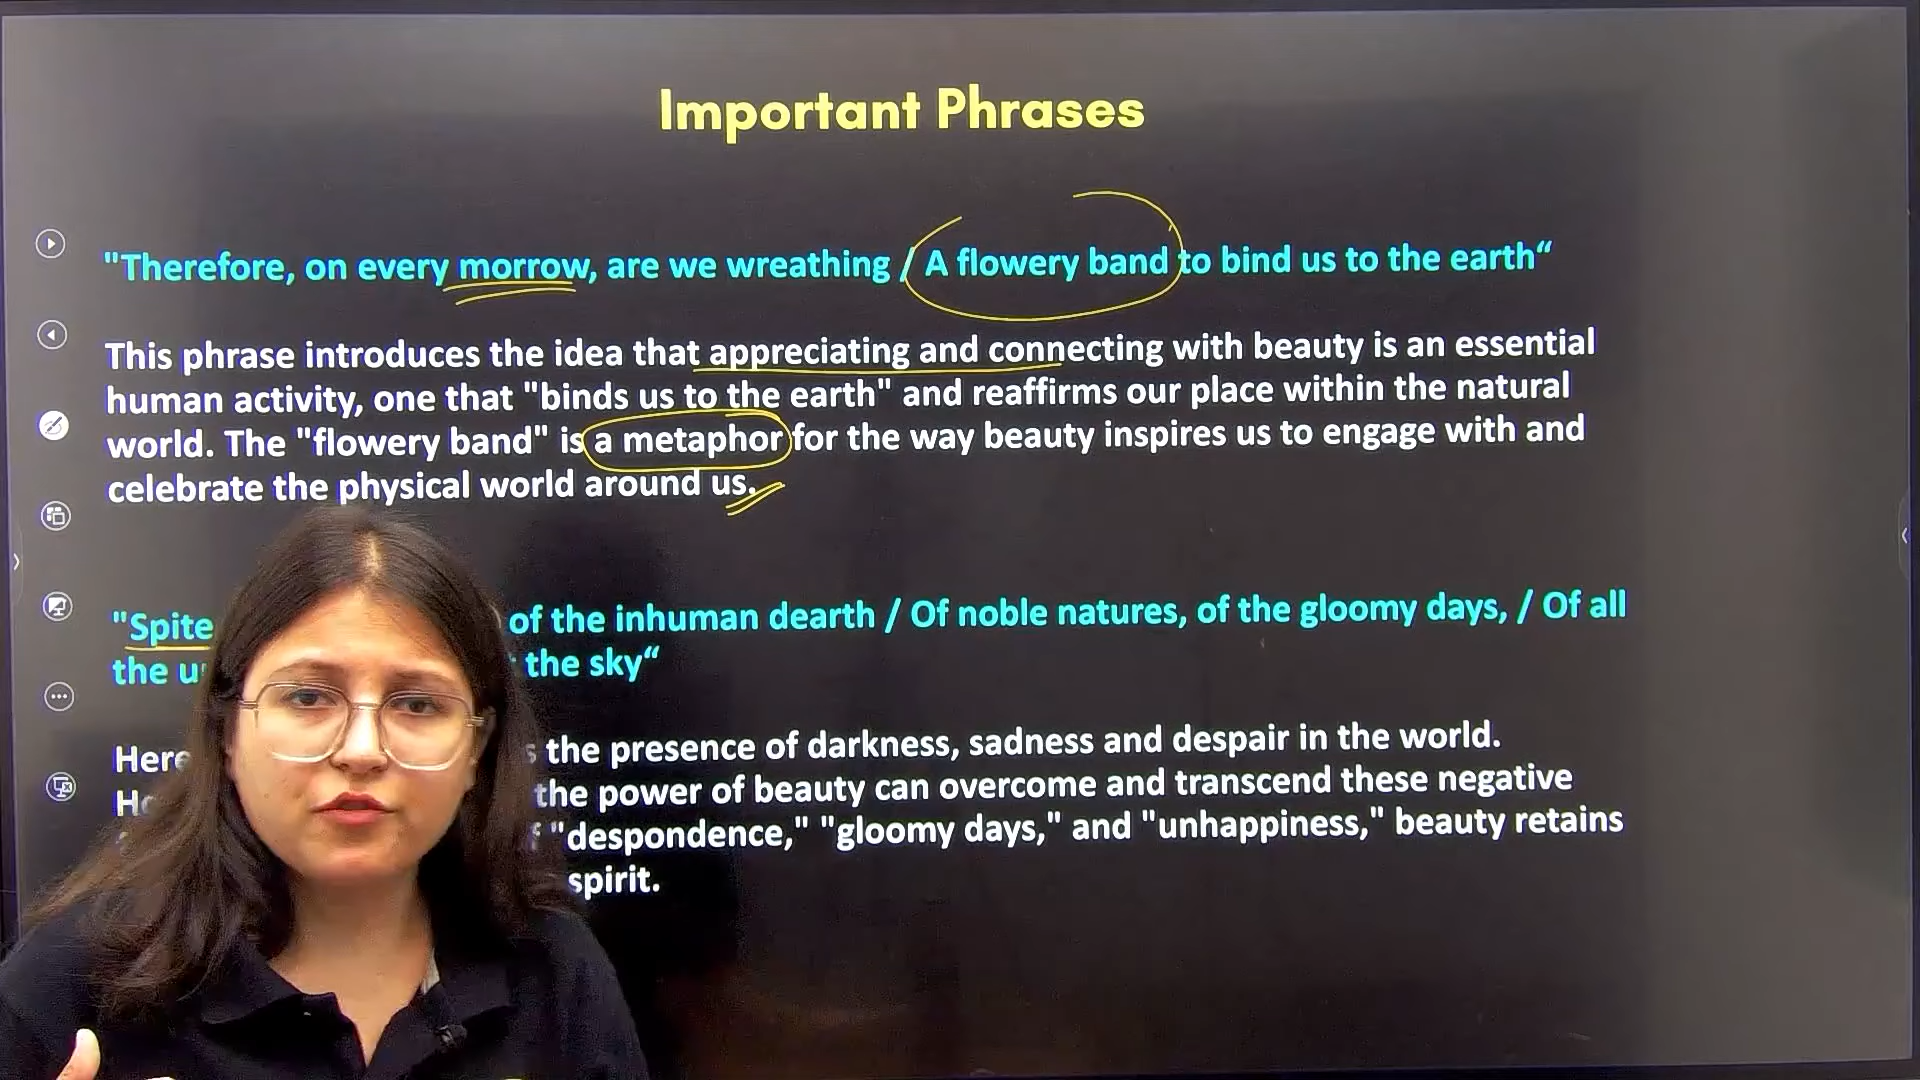 Important Phrases
"Therefore, on every morrow, are we wreathing / A flowery band to bind us to the earth“
This phrase introduces the idea that appreciating and connecting with beauty is an essential
human activity, one that "binds us to the earth" and reaffirms our place within the natural
world. The "flowery band" is a metaphor for the way beauty inspires us to engage with and
celebrate the physical world around us.
"Spite of the inhuman dearth / Of noble natures, of the gloomy days, / Of all
the the sky“
Here the presence of darkness, sadness and despair in the world.
the power of beauty can overcome and transcend these negative
"despondence," "gloomy days," and "unhappiness," beauty retains
spirit.